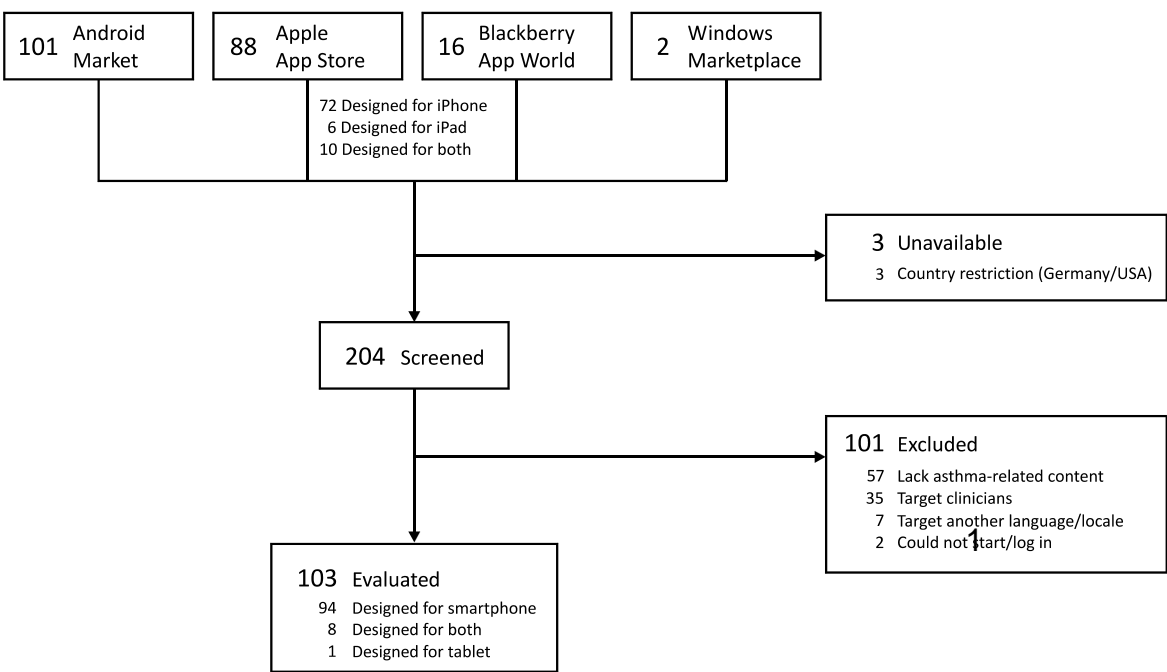 101 Android Market
88 Apple App Store
16 Blackberry App World
2 Windows Marketplace
72 Designed for iPhone
6 Designed for iPad
10 Designed for both
3 Unavailable
3 Country restriction (Germany/USA)
204 Screened
101 Excluded
57 Lack asthma-related content
35 Target clinicians
7 Target another language/locale
2 Could not start/log in
1
103 Evaluated
94 Designed for smartphone
8 Designed for both
1 Designed for tablet